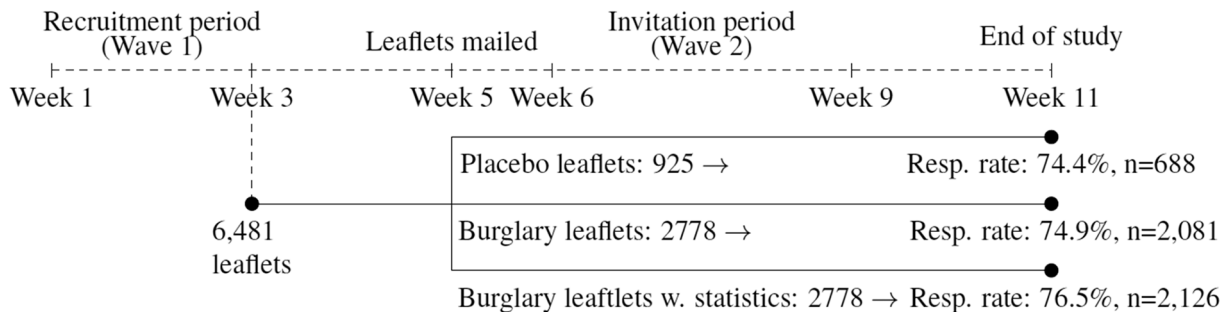 Recruitment period
(Wave 1)
Leaflets mailed
Invitation period
(Wave 2)
End of study
Week 1
Week 3
Week 5
Week 6
Week 9
Week 11
Placebo leaflets: 925 →
Resp. rate: 74.4%, n=688
6,481
leaflets
Burglary leaflets: 2778 →
Resp. rate: 74.9%, n=2,081
Burglary leaftlets w. statistics: 2778 →
Resp. rate: 76.5%, n=2,126